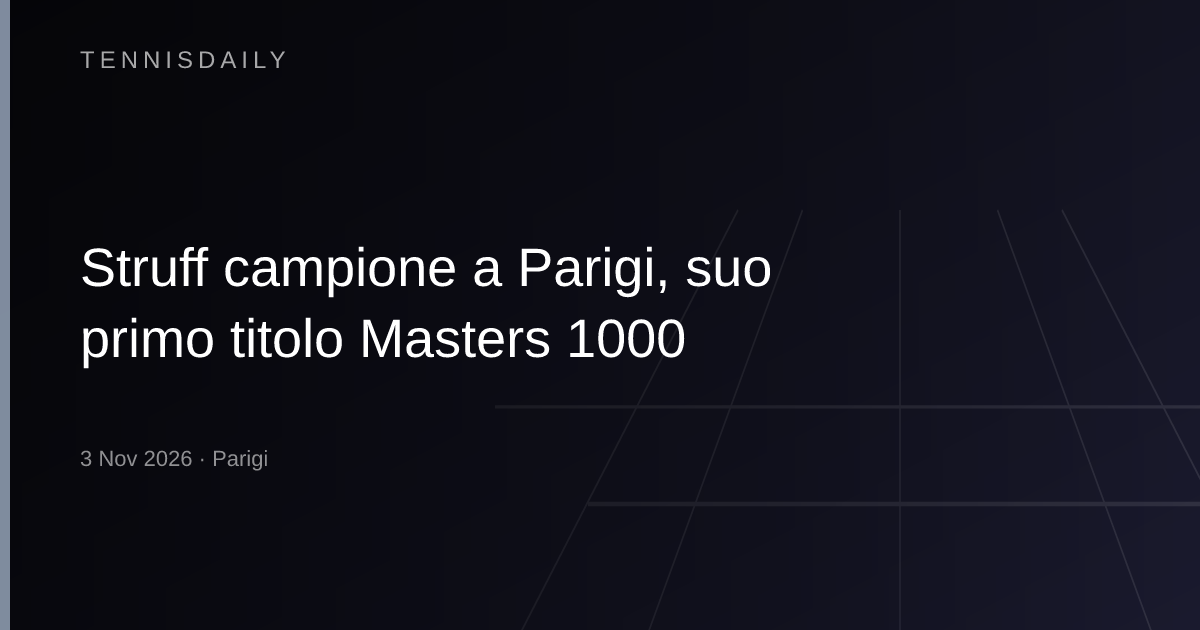 TENNISDAILY
Struff campione a Parigi, suo
primo titolo Masters 1000
3 Nov 2026 · Parigi